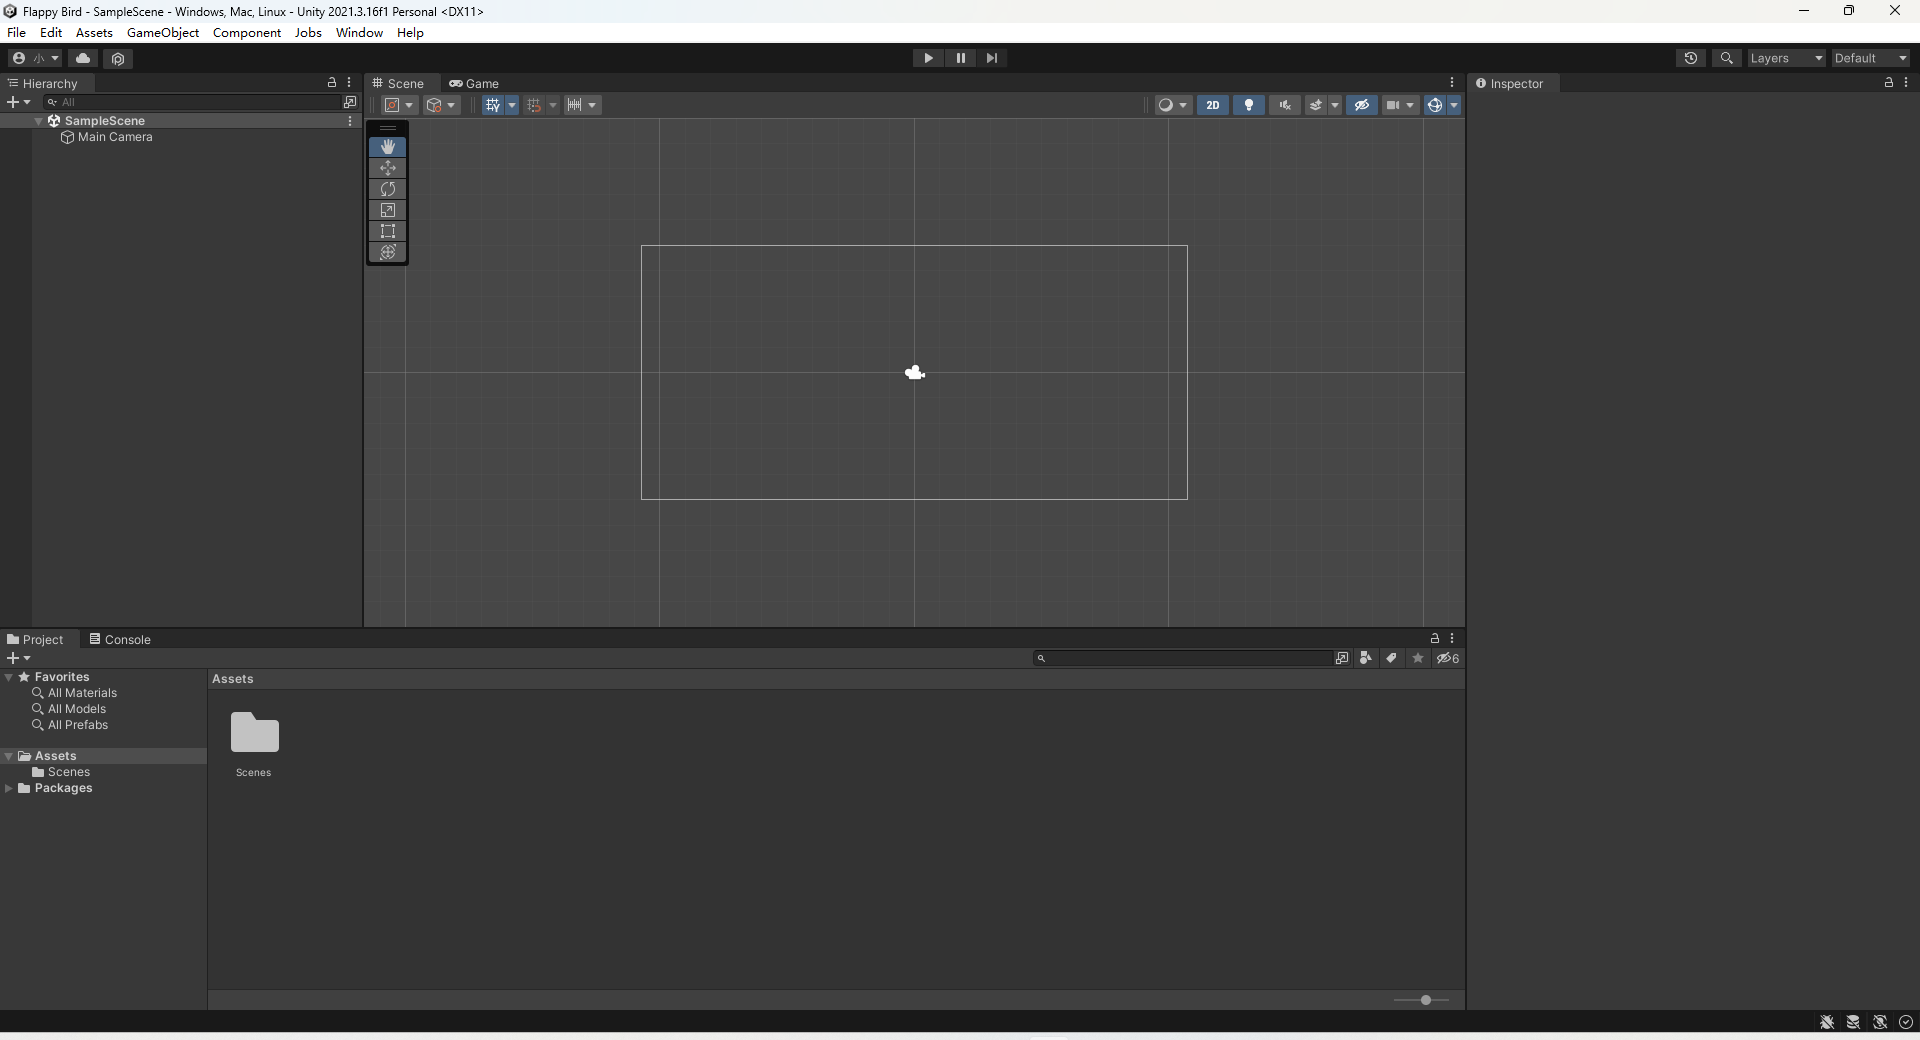 Flappy Bird - SampleScene - Windows, Mac, Linux - Unity 2021.3.16f1 Personal <DX11>
File Edit Assets GameObject Component Jobs Window Help
小 Layers Default
Hierarchy Scene Game Inspector
All 2D
SampleScene
Main Camera
Project Console
6
Favorites Assets
All Materials
All Models
All Prefabs
Assets
Scenes Scenes
Packages